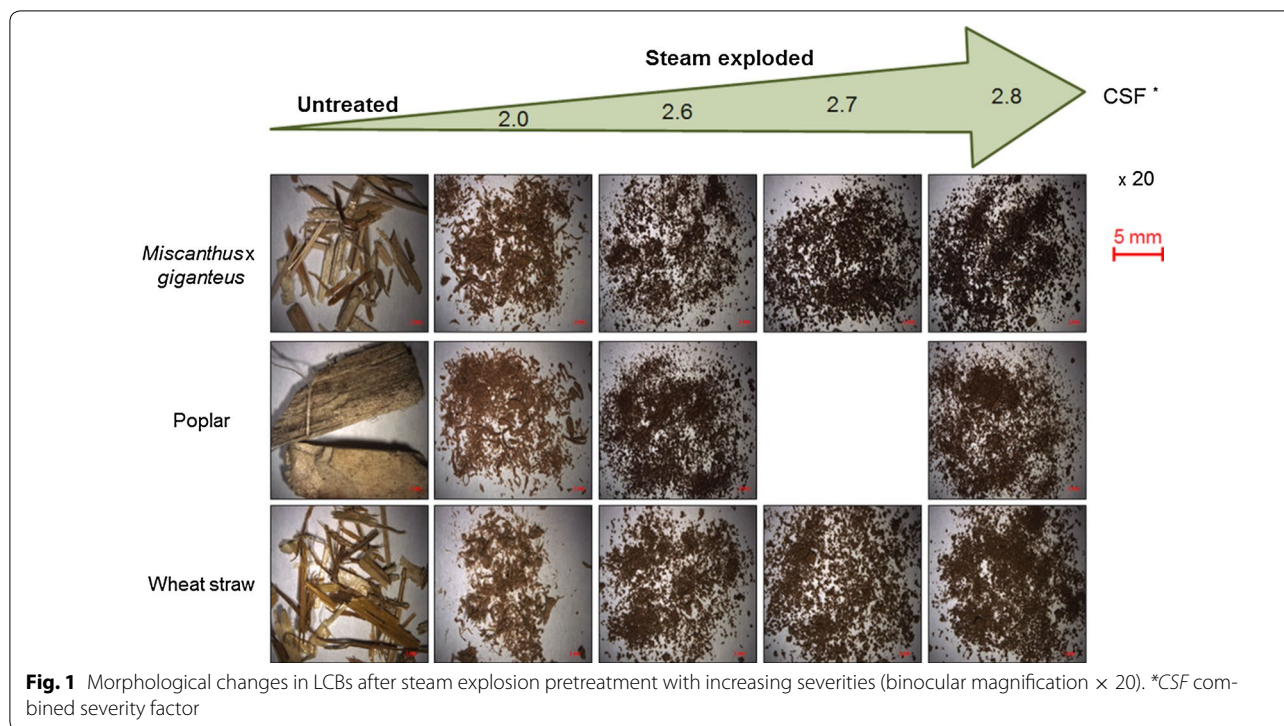 Steam exploded
Untreated
2.0
2.6
2.7
2.8
CSF *
x 20
5 mm
Miscanthus x
giganteus
Poplar
Wheat straw
Fig. 1 Morphological changes in LCBs after steam explosion pretreatment with increasing severities (binocular magnification × 20). *CSF com-
bined severity factor